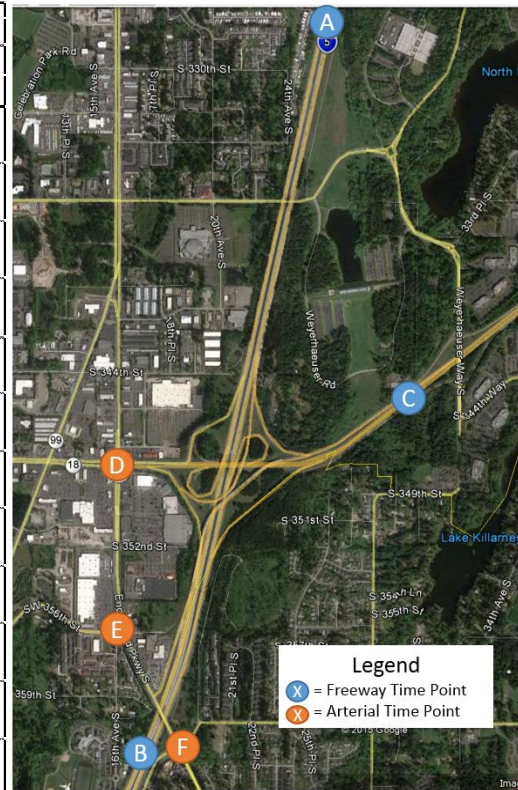 A
5
Celebration Park Rd
15th Ave S
13th Pl S
17th Pl S
S 330th St
24th Ave S
20th Ave S
33rd Pl S
18th Pl S
S 344th St
Weyerhaeuser Rd
Weyerhaeuser Way S
S 344th Way
C
99
18
D
S 349th St
S 351st St
Lake Killarney
S 352nd St
SW 356th St
E
S 354th Ln
S 355th Sf
34th Ave S
359th St
16th Ave S
21st Pl S
22nd Pl S
25th Pl S
B
F
Legend
X = Freeway Time Point
X = Arterial Time Point
© 2015 Google